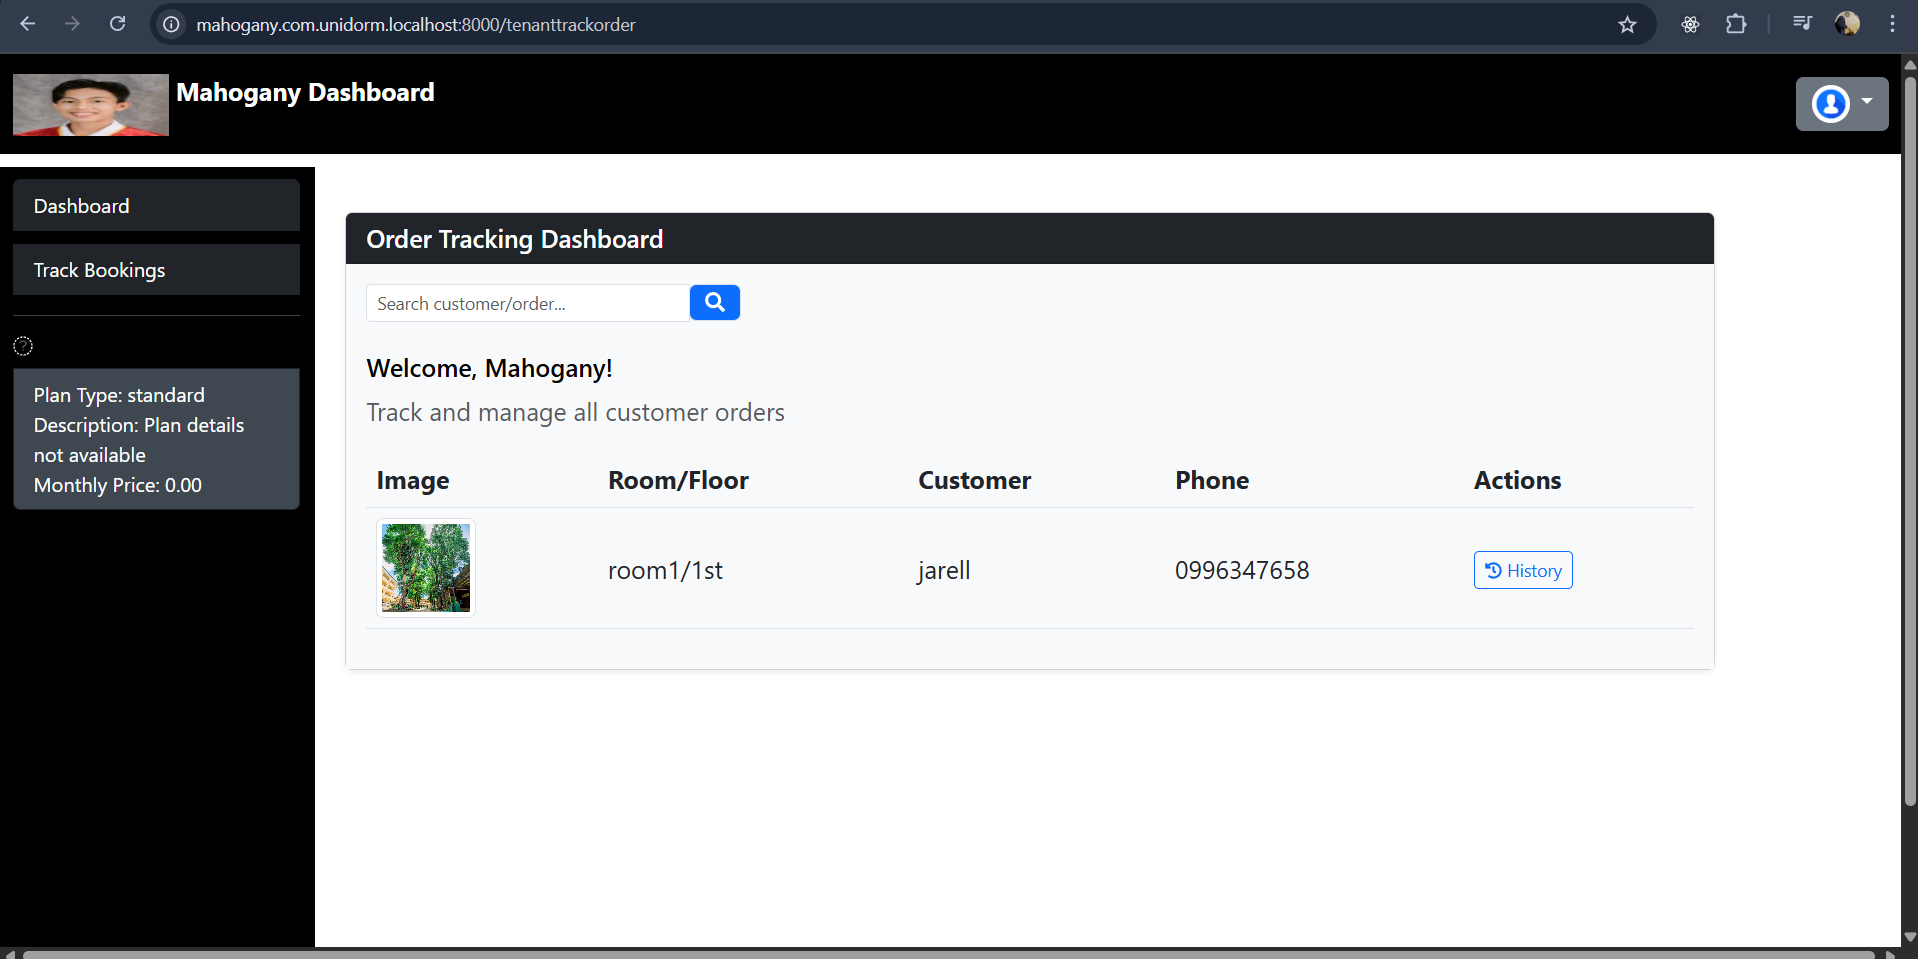 mahogany.com.unidorm.localhost:8000/tenanttrackorder
Mahogany Dashboard
Dashboard
Track Bookings
?
Plan Type: standard
Description: Plan details
not available
Monthly Price: 0.00
Order Tracking Dashboard
Search customer/order...
Welcome, Mahogany!
Track and manage all customer orders
Image Room/Floor Customer Phone Actions
room1/1st jarell 0996347658 History